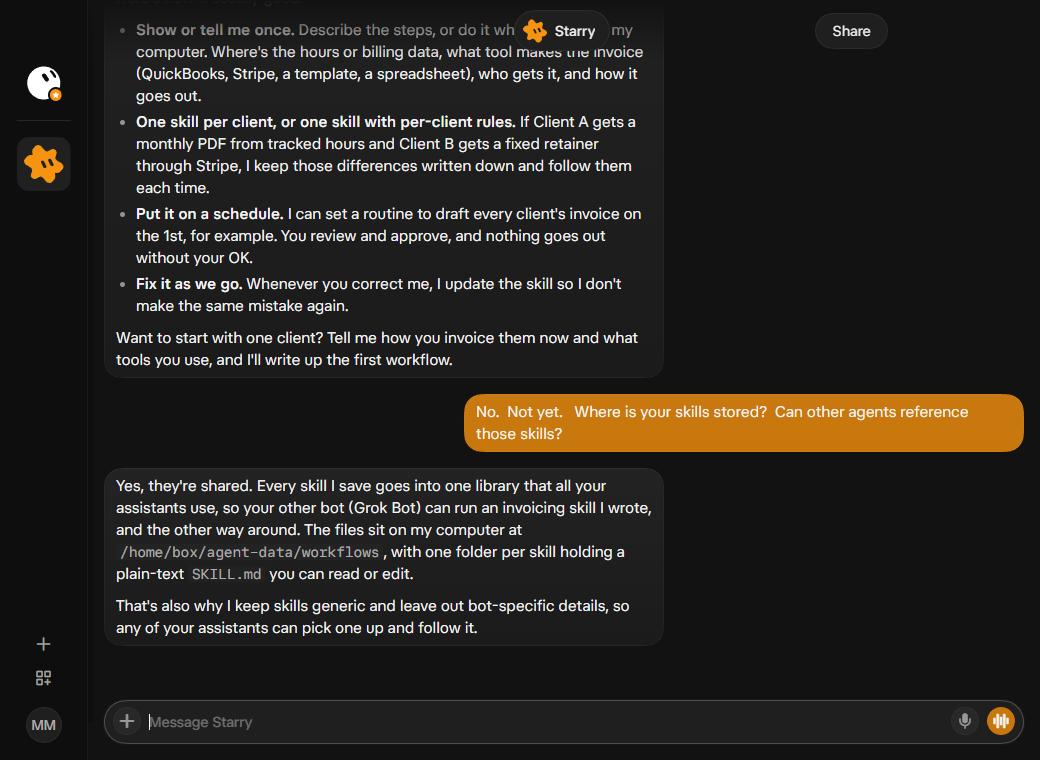 Show or tell me once. Describe the steps, or do it wh my
Starry
Share
computer. Where's the hours or billing data, what tool makes the invoice
(QuickBooks, Stripe, a template, a spreadsheet), who gets it, and how it
goes out.
One skill per client, or one skill with per-client rules. If Client A gets a
monthly PDF from tracked hours and Client B gets a fixed retainer
through Stripe, I keep those differences written down and follow them
each time.
Put it on a schedule. I can set a routine to draft every client's invoice on
the 1st, for example. You review and approve, and nothing goes out
without your OK.
Fix it as we go. Whenever you correct me, I update the skill so I don't
make the same mistake again.
Want to start with one client? Tell me how you invoice them now and what
tools you use, and I'll write up the first workflow.
No. Not yet. Where is your skills stored? Can other agents reference
those skills?
Yes, they're shared. Every skill I save goes into one library that all your
assistants use, so your other bot (Grok Bot) can run an invoicing skill I wrote,
and the other way around. The files sit on my computer at
/home/box/agent-data/workflows, with one folder per skill holding a
plain-text SKILL.md you can read or edit.
That's also why I keep skills generic and leave out bot-specific details, so
any of your assistants can pick one up and follow it.
MM
Message Starry